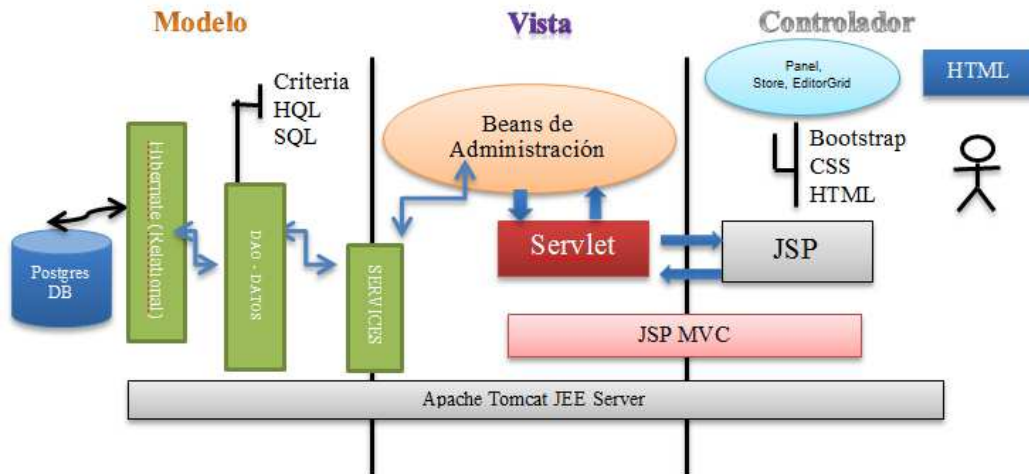 Modelo
Vista
Controlador
Criteria
HQL
SQL
Hibernate (Relational)
DAO - DATOS
SERVICES
Postgres
DB
Beans de
Administración
Servlet
JSP MVC
Panel,
Store, EditorGrid
HTML
Bootstrap
CSS
HTML
JSP
Apache Tomcat JEE Server